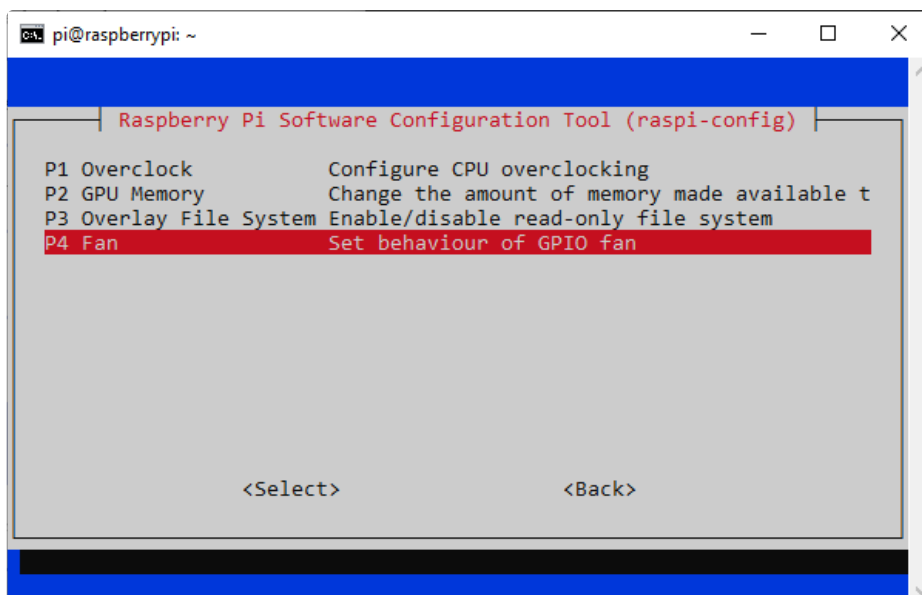 pi@raspberrypi: ~
Raspberry Pi Software Configuration Tool (raspi-config)
P1 Overclock Configure CPU overclocking
P2 GPU Memory Change the amount of memory made available t
P3 Overlay File System Enable/disable read-only file system
P4 Fan Set behaviour of GPIO fan
<Select> <Back>